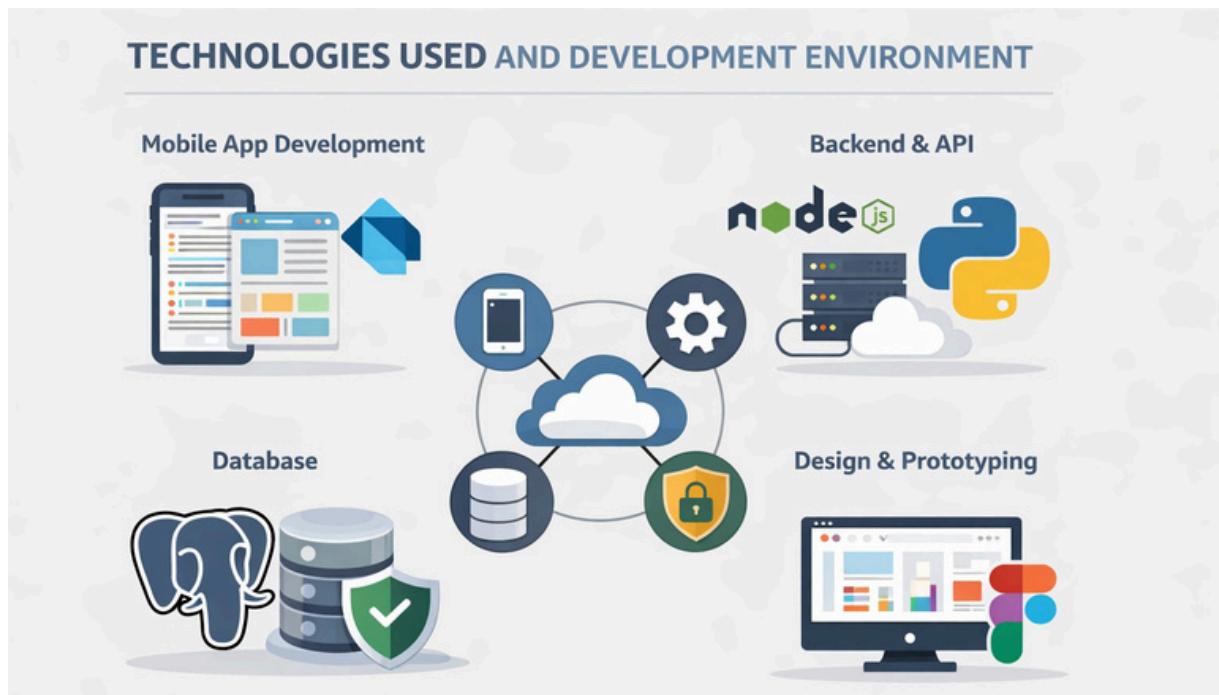 TECHNOLOGIES USED AND DEVELOPMENT ENVIRONMENT
Mobile App Development
Backend & API
node js
Database
Design & Prototyping